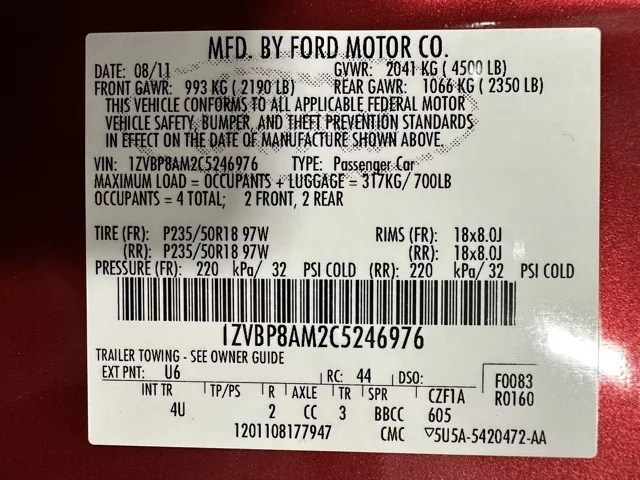 MFD. BY FORD MOTOR CO.
DATE: 08/11 GVWR: 2041 KG ( 4500 LB)
FRONT GAWR: 993 KG ( 2190 LB) REAR GAWR: 1066 KG ( 2350 LB)
THIS VEHICLE CONFORMS TO ALL APPLICABLE FEDERAL MOTOR
VEHICLE SAFETY, BUMPER, AND THEFT PREVENTION STANDARDS
IN EFFECT ON THE DATE OF MANUFACTURE SHOWN ABOVE.
VIN: 1ZVBP8AM2C5246976 TYPE: Passenger Car
MAXIMUM LOAD = OCCUPANTS + LUGGAGE = 317KG/ 700LB
OCCUPANTS = 4 TOTAL; 2 FRONT, 2 REAR
TIRE (FR): P235/50R18 97W RIMS (FR): 18x8.0J
(RR): P235/50R18 97W (RR): 18x8.0J
PRESSURE (FR): 220 kPa/ 32 PSI COLD (RR): 220 kPa/ 32 PSI COLD
1ZVBP8AM2C5246976
TRAILER TOWING - SEE OWNER GUIDE
EXT PNT: U6 RC: 44 DSO: F0083
INT TR TP/PS R AXLE TR SPR CZF1A R0160
4U 2 CC 3 BBCC 605
1201108177947 CMC ▽5U5A-5420472-AA